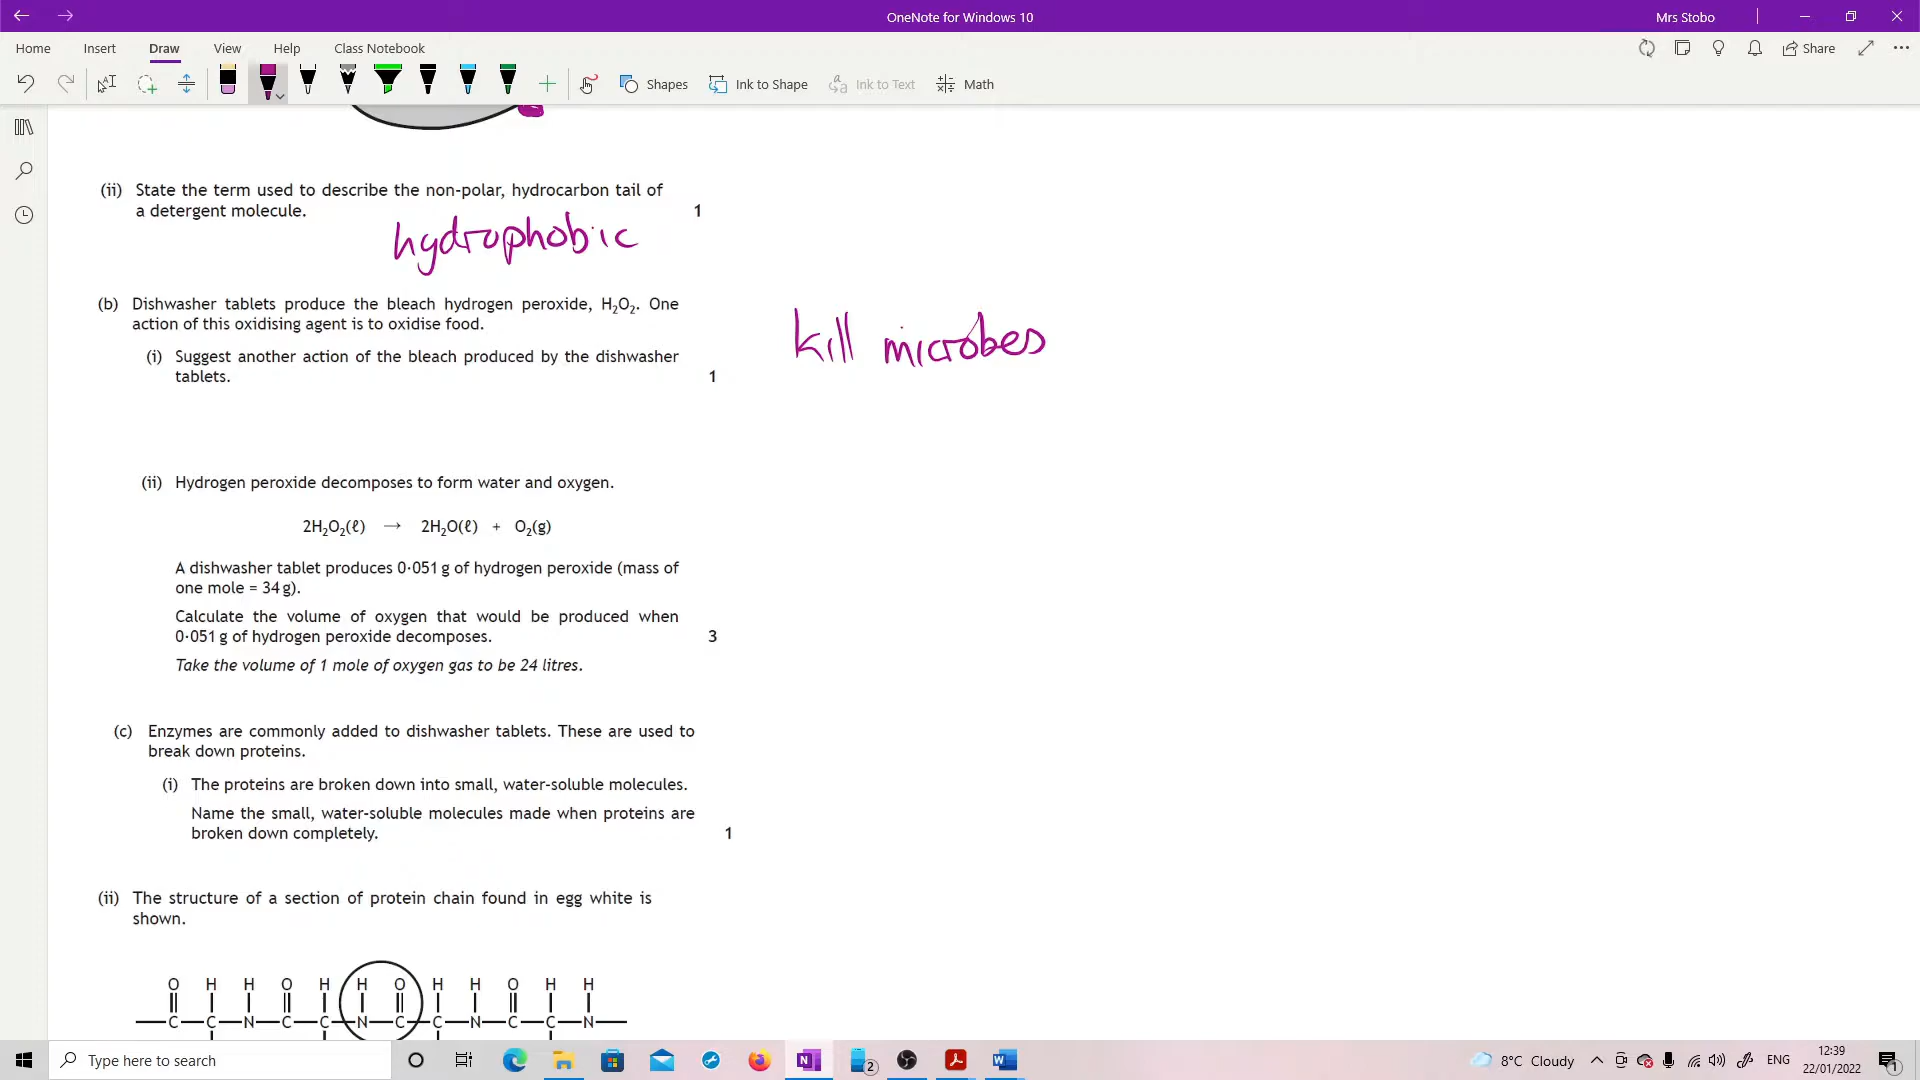 OneNote for Windows 10
Mrs Stobo
Home Insert Draw View Help Class Notebook
Share
Shapes Ink to Shape Ink to Text Math
(ii) State the term used to describe the non-polar, hydrocarbon tail of
a detergent molecule. 1
hydrophobic
(b) Dishwasher tablets produce the bleach hydrogen peroxide, H₂O₂. One
action of this oxidising agent is to oxidise food.
kill microbes
(i) Suggest another action of the bleach produced by the dishwasher
tablets. 1
(ii) Hydrogen peroxide decomposes to form water and oxygen.
2H₂O₂(ℓ) → 2H₂O(ℓ) + O₂(g)
A dishwasher tablet produces 0·051 g of hydrogen peroxide (mass of
one mole = 34 g).
Calculate the volume of oxygen that would be produced when
0·051 g of hydrogen peroxide decomposes. 3
Take the volume of 1 mole of oxygen gas to be 24 litres.
(c) Enzymes are commonly added to dishwasher tablets. These are used to
break down proteins.
(i) The proteins are broken down into small, water-soluble molecules.
Name the small, water-soluble molecules made when proteins are
broken down completely. 1
(ii) The structure of a section of protein chain found in egg white is
shown.
O H H O H H O H H O H H
C C N C C N C C N C C N
Type here to search
2
8°C Cloudy
ENG
12:39
22/01/2022
1